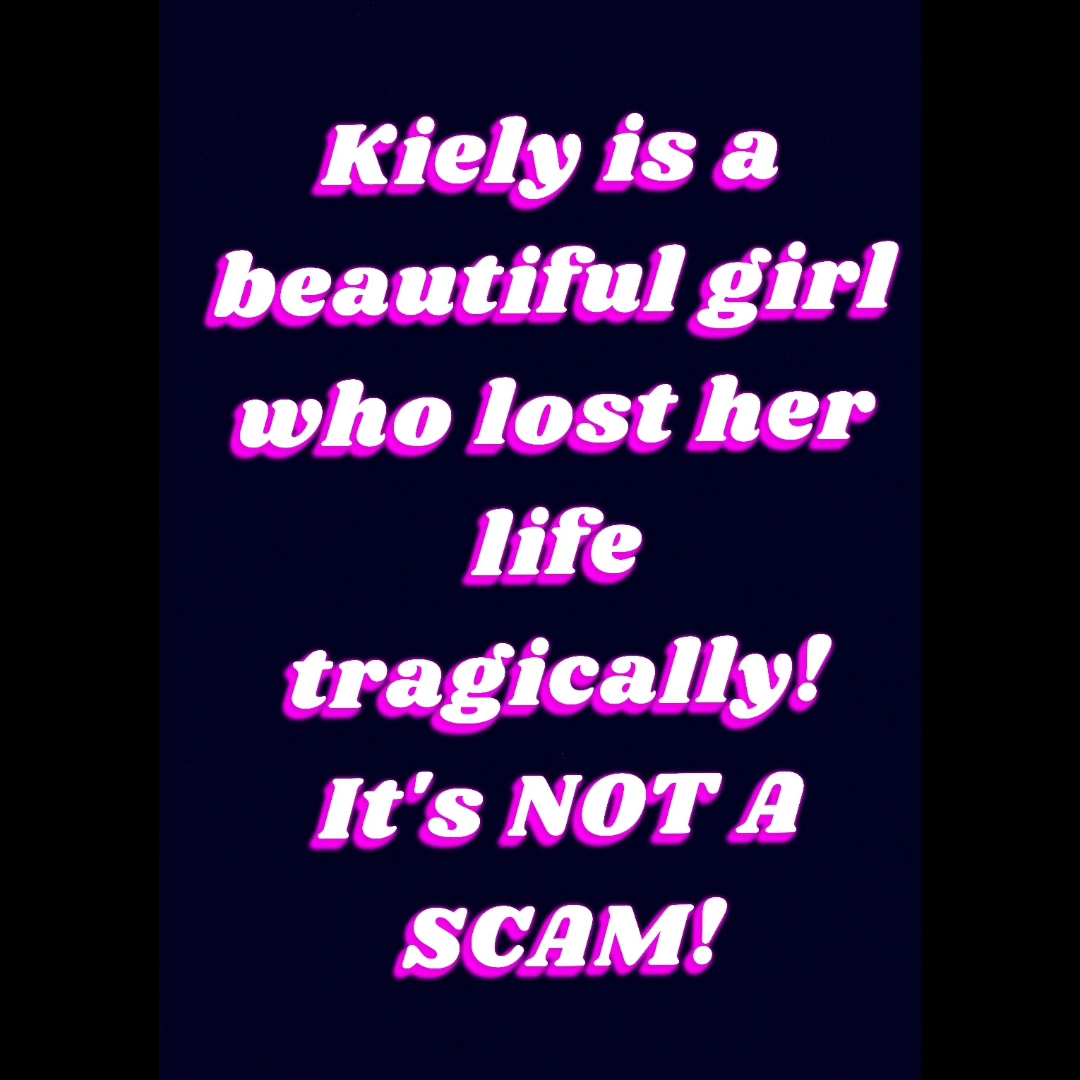 Kiely is a
beautiful girl
who lost her
life
tragically!
It's NOT A
SCAM!